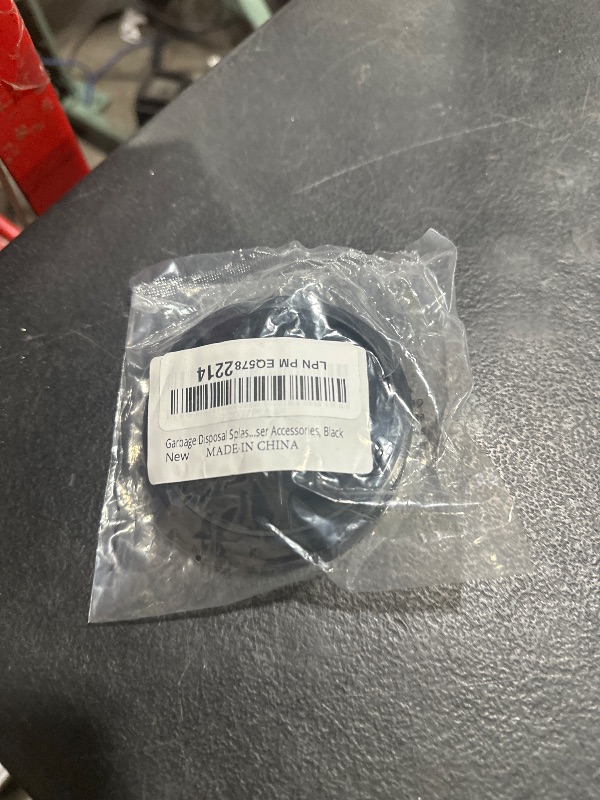 LPN PM EQ5782214
Garbage Disposal Splas...ser Accessories, Black
New MADE IN CHINA